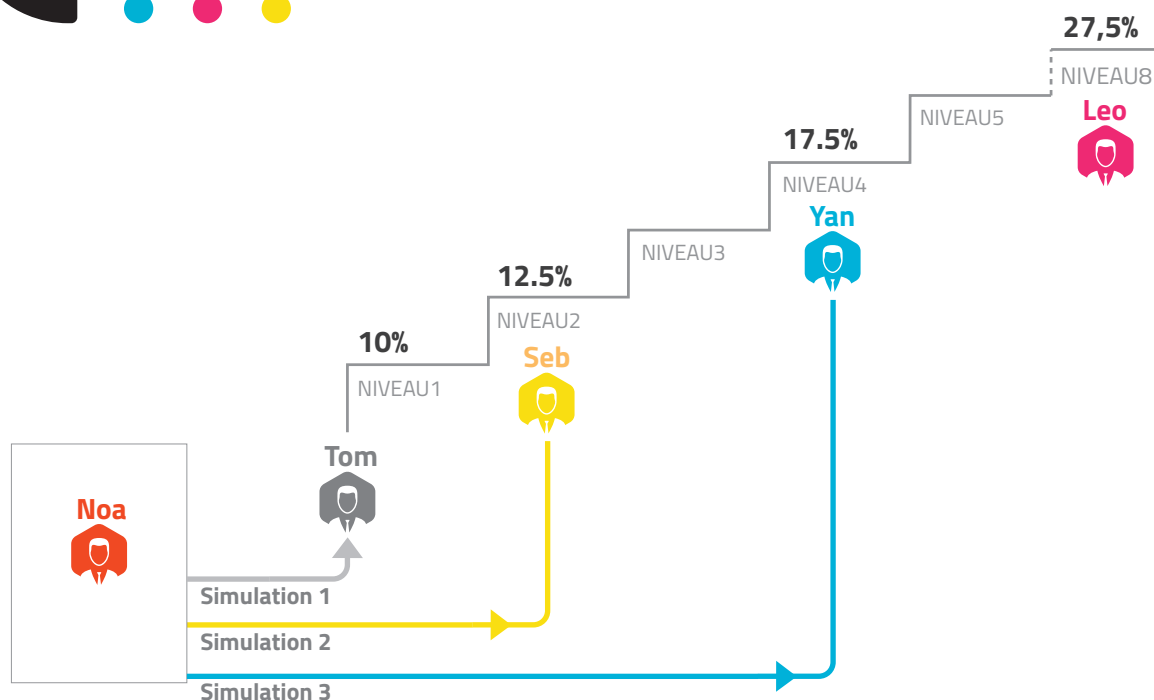 27,5%
NIVEAU8
Leo
NIVEAU5
17.5%
NIVEAU4
Yan
NIVEAU3
12.5%
NIVEAU2
Seb
10%
NIVEAU1
Tom
Noa
Simulation 1
Simulation 2
Simulation 3